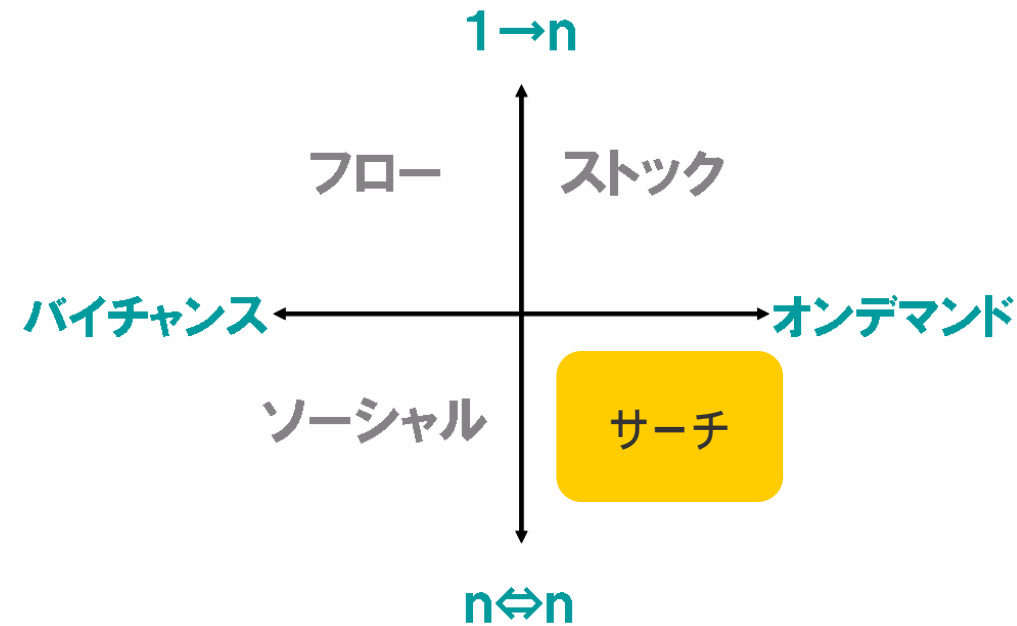 1→n
フロー
ストック
バイチャンス
オンデマンド
ソーシャル
サーチ
n⇔n